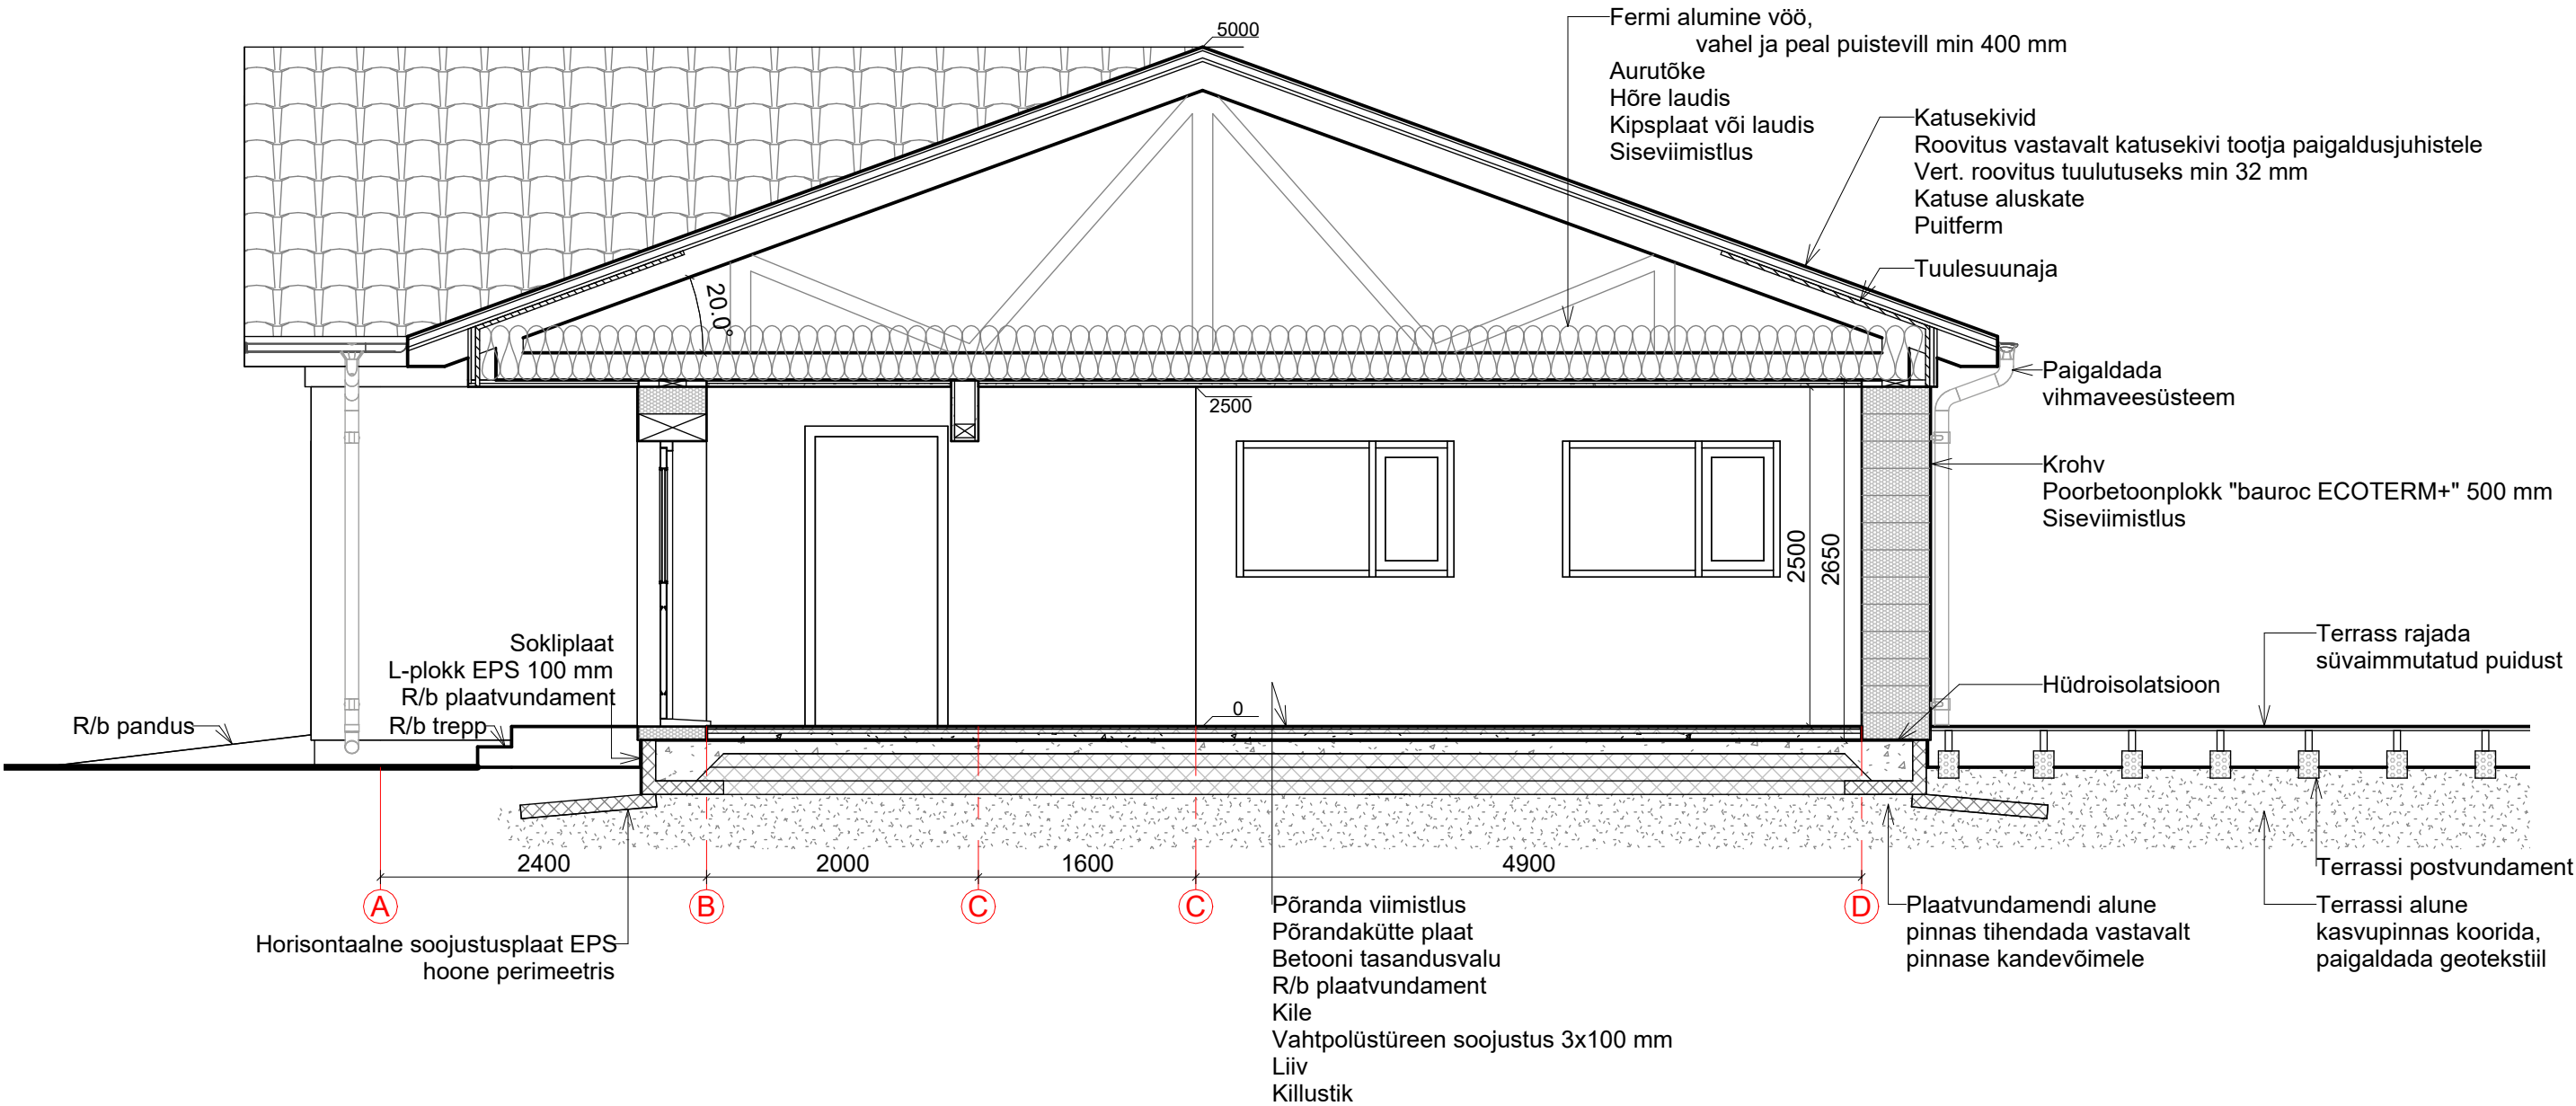 5000
Fermi alumine vöö,
vahel ja peal puistevill min 400 mm
Aurutõke
Hõre laudis
Kipsplaat või laudis
Siseviimistlus
Katusekivid
Roovitus vastavalt katusekivi tootja paigaldusjuhistele
Vert. roovitus tuulutuseks min 32 mm
Katuse aluskate
Puitferm
Tuulesuunaja
20.0°
Paigaldada
vihmaveesüsteem
2500
Krohv
Poorbetoonplokk "bauroc ECOTERM+" 500 mm
Siseviimistlus
2500
2650
Sokliplaat
L-plokk EPS 100 mm
R/b plaatvundament
R/b trepp
R/b pandus
Terrass rajada
süvaimmutatud puidust
Hüdroisolatsioon
0
2400
2000
1600
4900
A
B
C
C
D
Horisontaalne soojustusplaat EPS
hoone perimeetris
Põranda viimistlus
Põrandakütte plaat
Betooni tasandusvalu
R/b plaatvundament
Kile
Vahtpolüstüreen soojustus 3x100 mm
Liiv
Killustik
Plaatvundamendi alune
pinnas tihendada vastavalt
pinnase kandevõimele
Terrassi postvundament
Terrassi alune
kasvupinnas koorida,
paigaldada geotekstiil